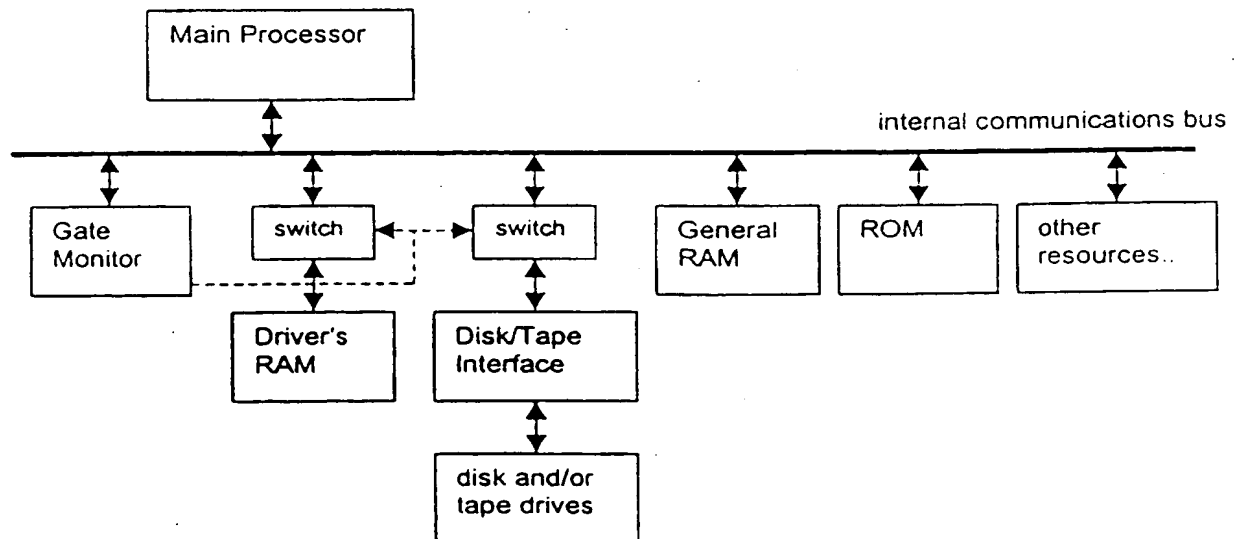 Main Processor
internal communications bus
Gate
Monitor
switch
switch
General
RAM
ROM
other
resources..
Driver's
RAM
Disk/Tape
Interface
disk and/or
tape drives